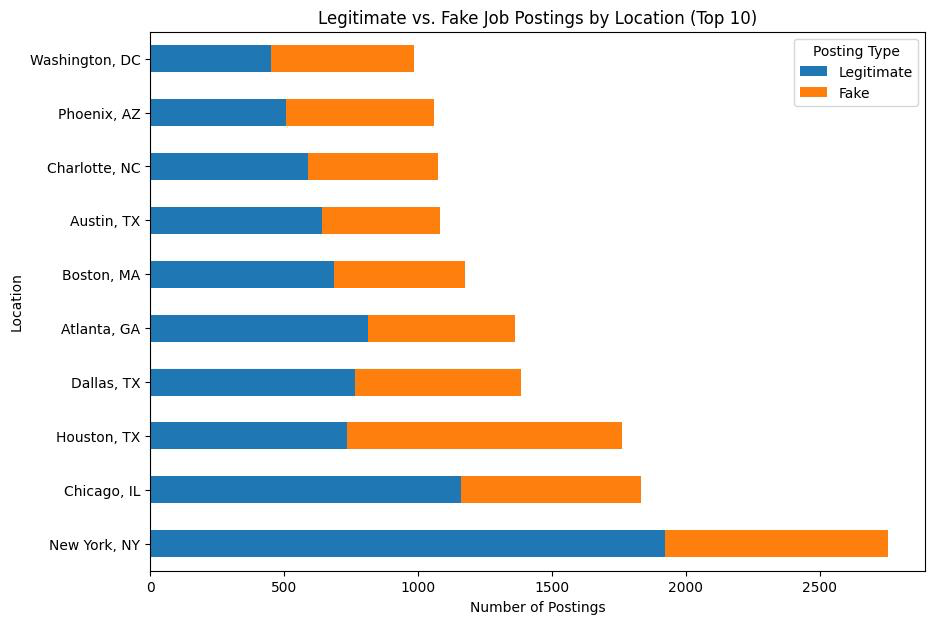 Legitimate vs. Fake Job Postings by Location (Top 10)
Posting Type
Legitimate
Fake
Location
Washington, DC
Phoenix, AZ
Charlotte, NC
Austin, TX
Boston, MA
Atlanta, GA
Dallas, TX
Houston, TX
Chicago, IL
New York, NY
0 500 1000 1500 2000 2500
Number of Postings